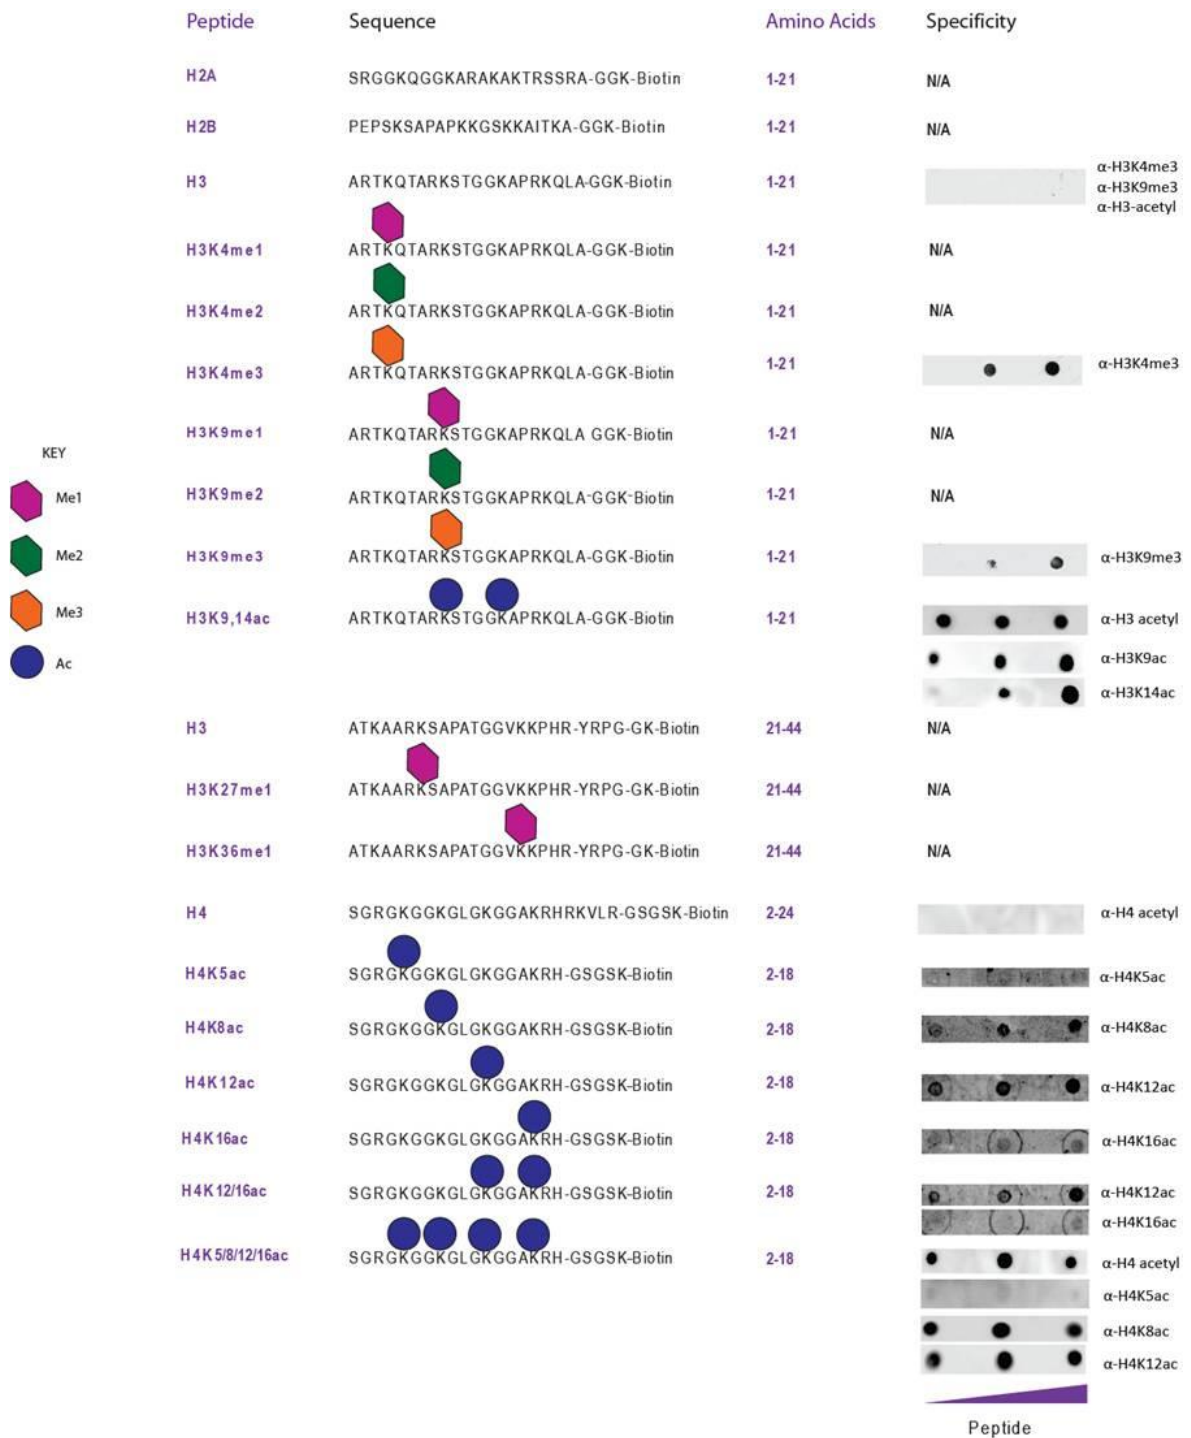 Peptide Sequence Amino Acids Specificity
H2A SRGGKQGGKARAKAKTRSSRA-GGK-Biotin 1-21 N/A
H2B PEPSKSAPAPKKGSKKAITKA-GGK-Biotin 1-21 N/A
α-H3K4me3
H3 ARTKQTARKSTGGKAPRKQLA-GGK-Biotin 1-21 α-H3K9me3
α-H3-acetyl
H3K4me1 ARTKQTARKSTGGKAPRKQLA-GGK-Biotin 1-21 N/A
H3K4me2 ARTKQTARKSTGGKAPRKQLA-GGK-Biotin 1-21 N/A
H3K4me3 ARTKQTARKSTGGKAPRKQLA-GGK-Biotin 1-21 α-H3K4me3
H3K9me1 ARTKQTARKSTGGKAPRKQLA GGK-Biotin 1-21 N/A
KEY
H3K9me2 ARTKQTARKSTGGKAPRKQLA-GGK-Biotin 1-21 N/A
Me1
H3K9me3 ARTKQTARKSTGGKAPRKQLA-GGK-Biotin 1-21 α-H3K9me3
Me2
H3K9,14ac ARTKQTARKSTGGKAPRKQLA-GGK-Biotin 1-21 α-H3 acetyl
Me3
α-H3K9ac
Ac
α-H3K14ac
H3 ATKAARKSAPATGGVKKPHR-YRPG-GK-Biotin 21-44 N/A
H3K27me1 ATKAARKSAPATGGVKKPHR-YRPG-GK-Biotin 21-44 N/A
H3K36me1 ATKAARKSAPATGGVKKPHR-YRPG-GK-Biotin 21-44 N/A
H4 SGRGKGGKGLGKGGAKRHRKVLR-GSGSK-Biotin 2-24 α-H4 acetyl
H4K5ac SGRGKGGKGLGKGGAKRH-GSGSK-Biotin 2-18 α-H4K5ac
H4K8ac SGRGKGGKGLGKGGAKRH-GSGSK-Biotin 2-18 α-H4K8ac
H4K12ac SGRGKGGKGLGKGGAKRH-GSGSK-Biotin 2-18 α-H4K12ac
H4K16ac SGRGKGGKGLGKGGAKRH-GSGSK-Biotin 2-18 α-H4K16ac
H4K12/16ac SGRGKGGKGLGKGGAKRH-GSGSK-Biotin 2-18 α-H4K12ac
α-H4K16ac
H4K5/8/12/16ac SGRGKGGKGLGKGGAKRH-GSGSK-Biotin 2-18 α-H4 acetyl
α-H4K5ac
α-H4K8ac
α-H4K12ac
Peptide